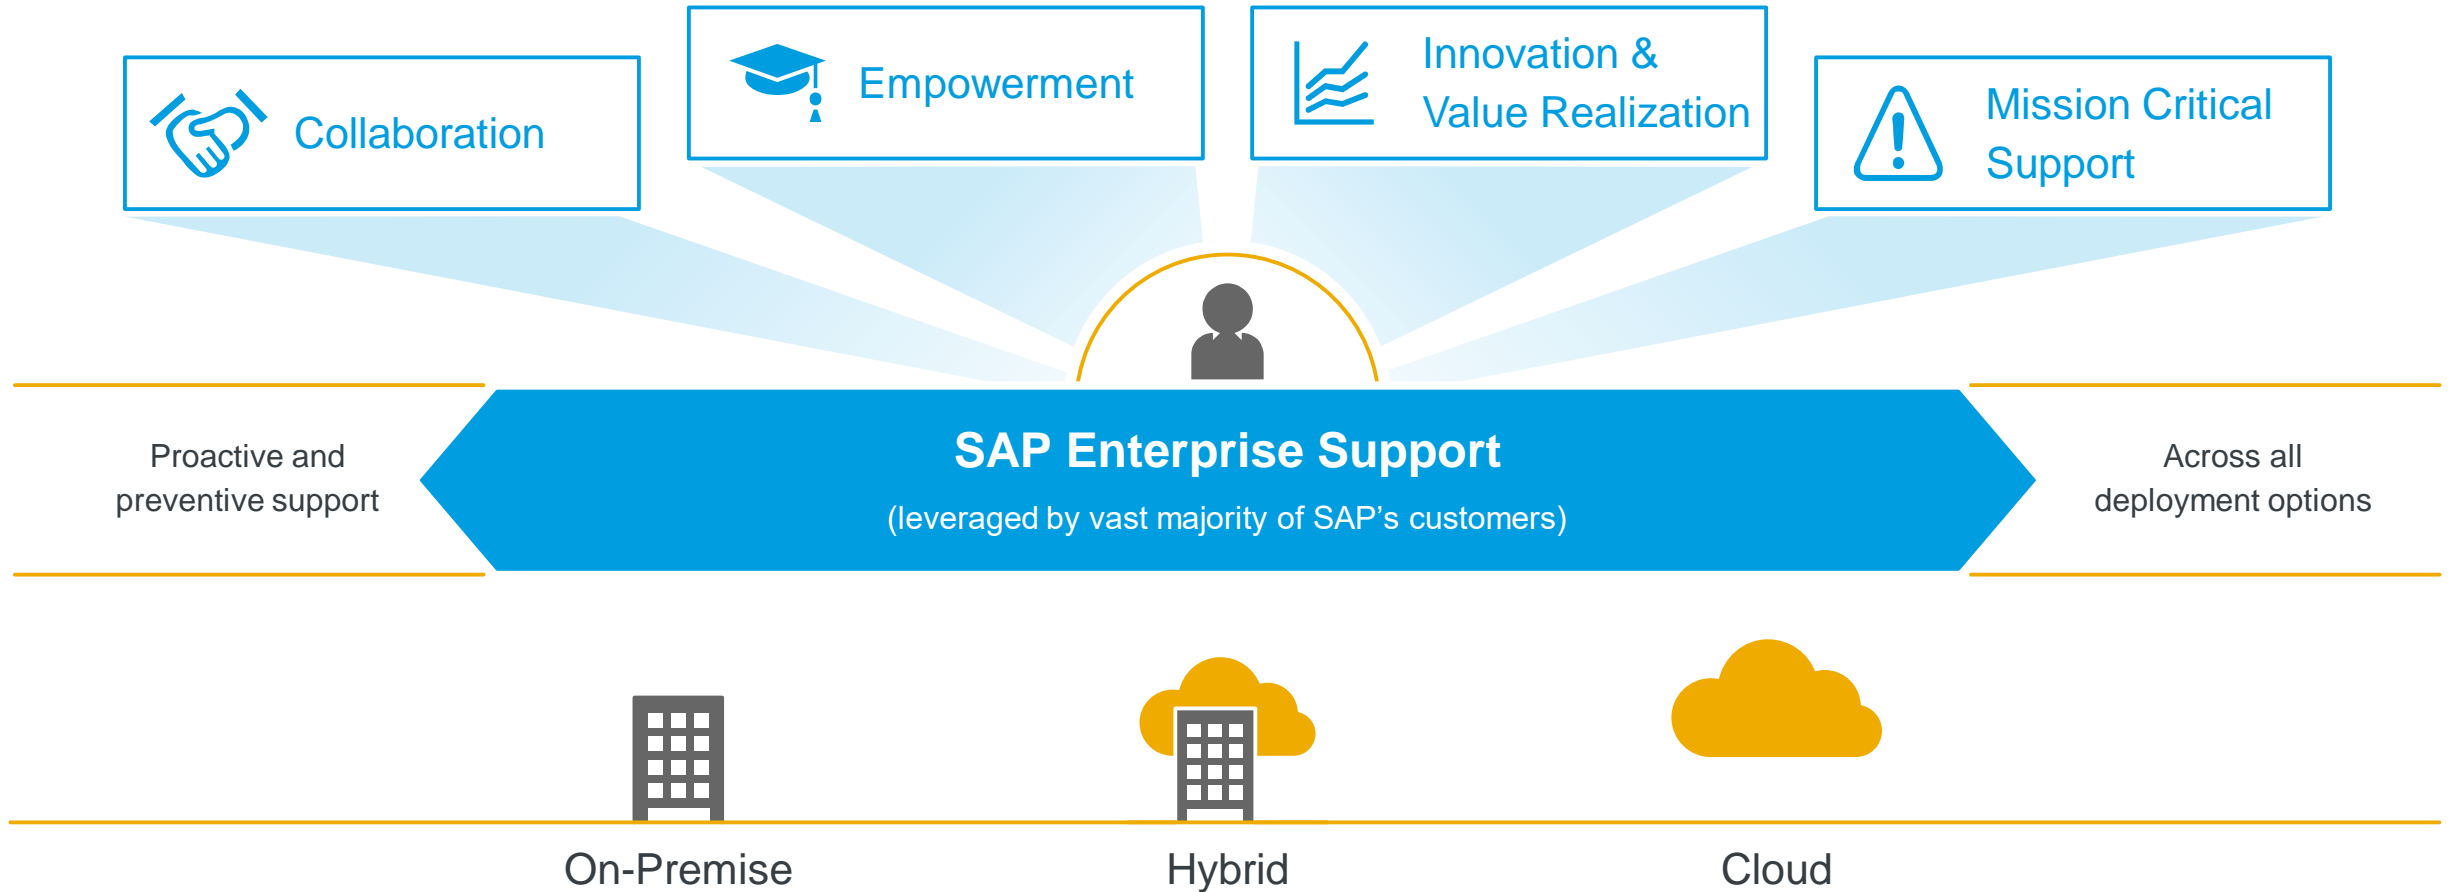 Collaboration
Empowerment
Innovation &
Value Realization
Mission Critical
Support
Proactive and
preventive support
SAP Enterprise Support
(leveraged by vast majority of SAP's customers)
Across all
deployment options
On-Premise
Hybrid
Cloud